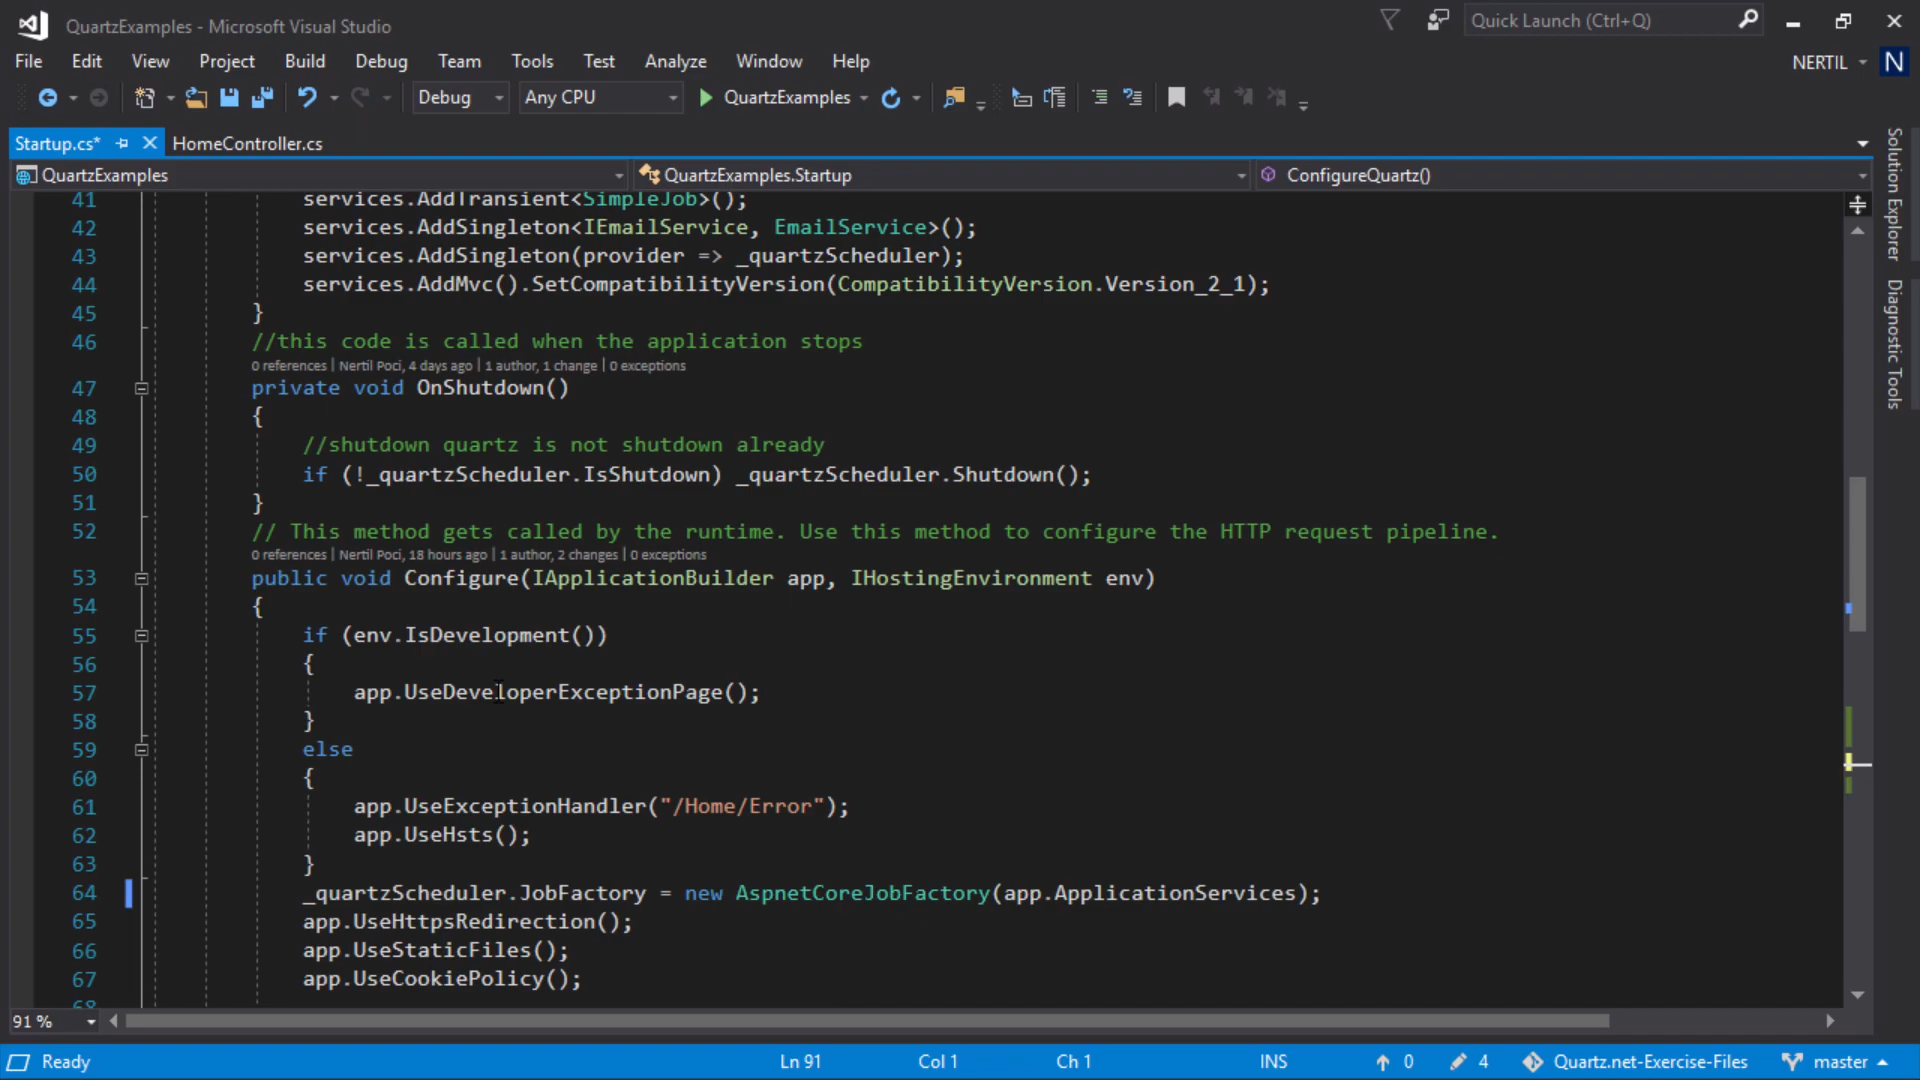 QuartzExamples - Microsoft Visual Studio
Quick Launch (Ctrl+Q)
File Edit View Project Build Debug Team Tools Test Analyze Window Help
NERTIL N
Debug Any CPU QuartzExamples
Startup.cs* HomeController.cs
QuartzExamples QuartzExamples.Startup ConfigureQuartz()
41 services.AddTransient<SimpleJob>();
42 services.AddSingleton<IEmailService, EmailService>();
43 services.AddSingleton(provider => _quartzScheduler);
44 services.AddMvc().SetCompatibilityVersion(CompatibilityVersion.Version_2_1);
45 }
46 //this code is called when the application stops
0 references | Nertil Poci, 4 days ago | 1 author, 1 change | 0 exceptions
47 private void OnShutdown()
48 {
49 //shutdown quartz is not shutdown already
50 if (!_quartzScheduler.IsShutdown) _quartzScheduler.Shutdown();
51 }
52 // This method gets called by the runtime. Use this method to configure the HTTP request pipeline.
0 references | Nertil Poci, 18 hours ago | 1 author, 2 changes | 0 exceptions
53 public void Configure(IApplicationBuilder app, IHostingEnvironment env)
54 {
55 if (env.IsDevelopment())
56 {
57 app.UseDeveloperExceptionPage();
58 }
59 else
60 {
61 app.UseExceptionHandler("/Home/Error");
62 app.UseHsts();
63 }
64 _quartzScheduler.JobFactory = new AspnetCoreJobFactory(app.ApplicationServices);
65 app.UseHttpsRedirection();
66 app.UseStaticFiles();
67 app.UseCookiePolicy();
68
Solution Explorer
Diagnostic Tools
91 %
Ready Ln 91 Col 1 Ch 1 INS 0 4 Quartz.net-Exercise-Files master